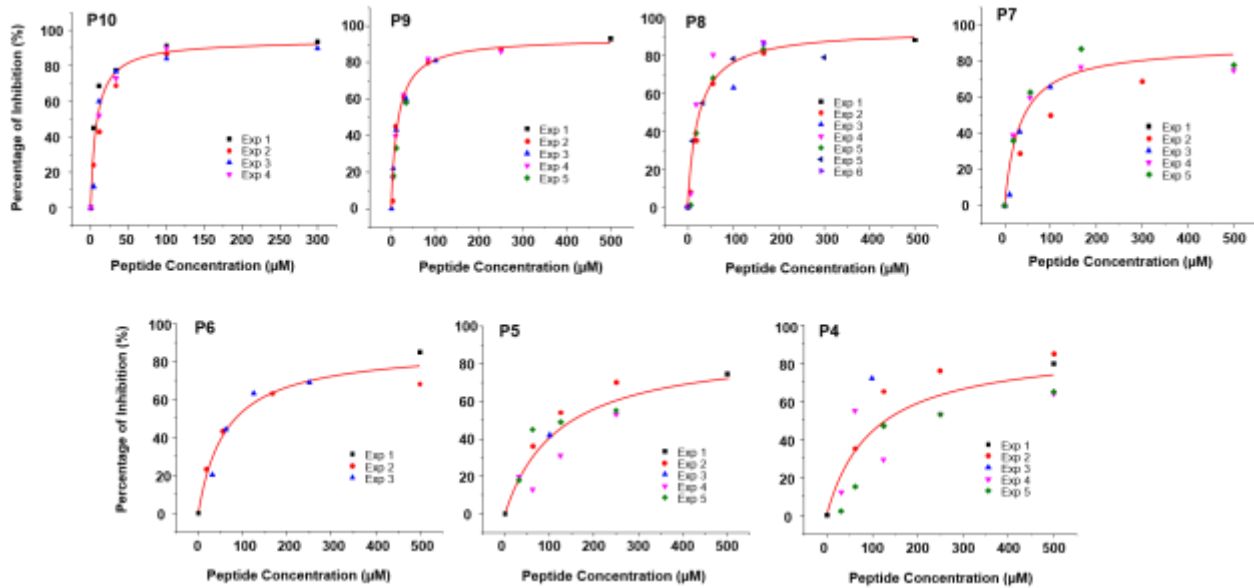 P10
100
80
60
40
20
0
Percentage of Inhibition (%)
Exp 1
Exp 2
Exp 3
Exp 4
0 50 100 150 200 250 300
Peptide Concentration (µM)
P9
100
80
60
40
20
0
Exp 1
Exp 2
Exp 3
Exp 4
Exp 5
0 100 200 300 400 500
Peptide Concentration (µM)
P8
100
80
60
40
20
0
Exp 1
Exp 2
Exp 3
Exp 4
Exp 5
Exp 5
Exp 6
0 100 200 300 400 500
Peptide Concentration (µM)
P7
100
80
60
40
20
0
Exp 1
Exp 2
Exp 3
Exp 4
Exp 5
0 100 200 300 400 500
Peptide Concentration (µM)
P6
100
80
60
40
20
0
Percentage of Inhibition (%)
Exp 1
Exp 2
Exp 3
0 100 200 300 400 500
Peptide Concentration (µM)
P5
100
80
60
40
20
0
Exp 1
Exp 2
Exp 3
Exp 4
Exp 5
0 100 200 300 400 500
Peptide Concentration (µM)
P4
100
80
60
40
20
0
Exp 1
Exp 2
Exp 3
Exp 4
Exp 5
0 100 200 300 400 500
Peptide Concentration (µM)